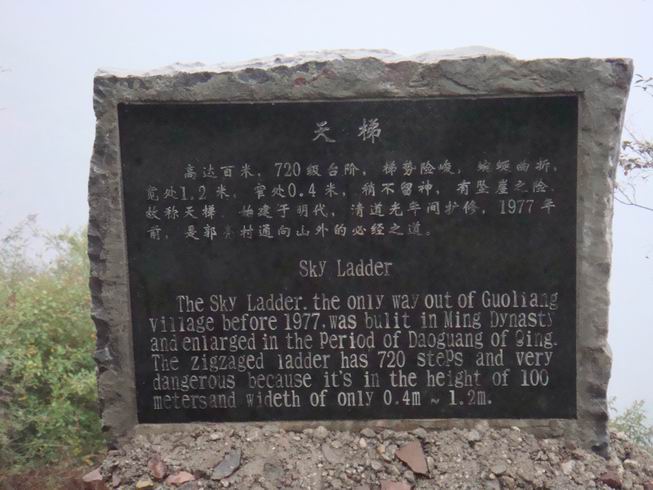 天梯
高达百米，720级台阶，梯势险峻，蜿蜒曲折，
宽处1.2米，窄处0.4米，稍不留神，有坠崖之险，
故称天梯。始建于明代，清道光年间扩修，1977年
前，是郭亮村通向山外的必经之道。
Sky Ladder
The Sky Ladder, the only way out of Guoliang
village before 1977, was bulit in Ming Dynasty
and enlarged in the Period of Daoguang of Qing.
The zigzaged ladder has 720 steps and very
dangerous because it's in the height of 100
meters and wideth of only 0.4m ~ 1.2m.